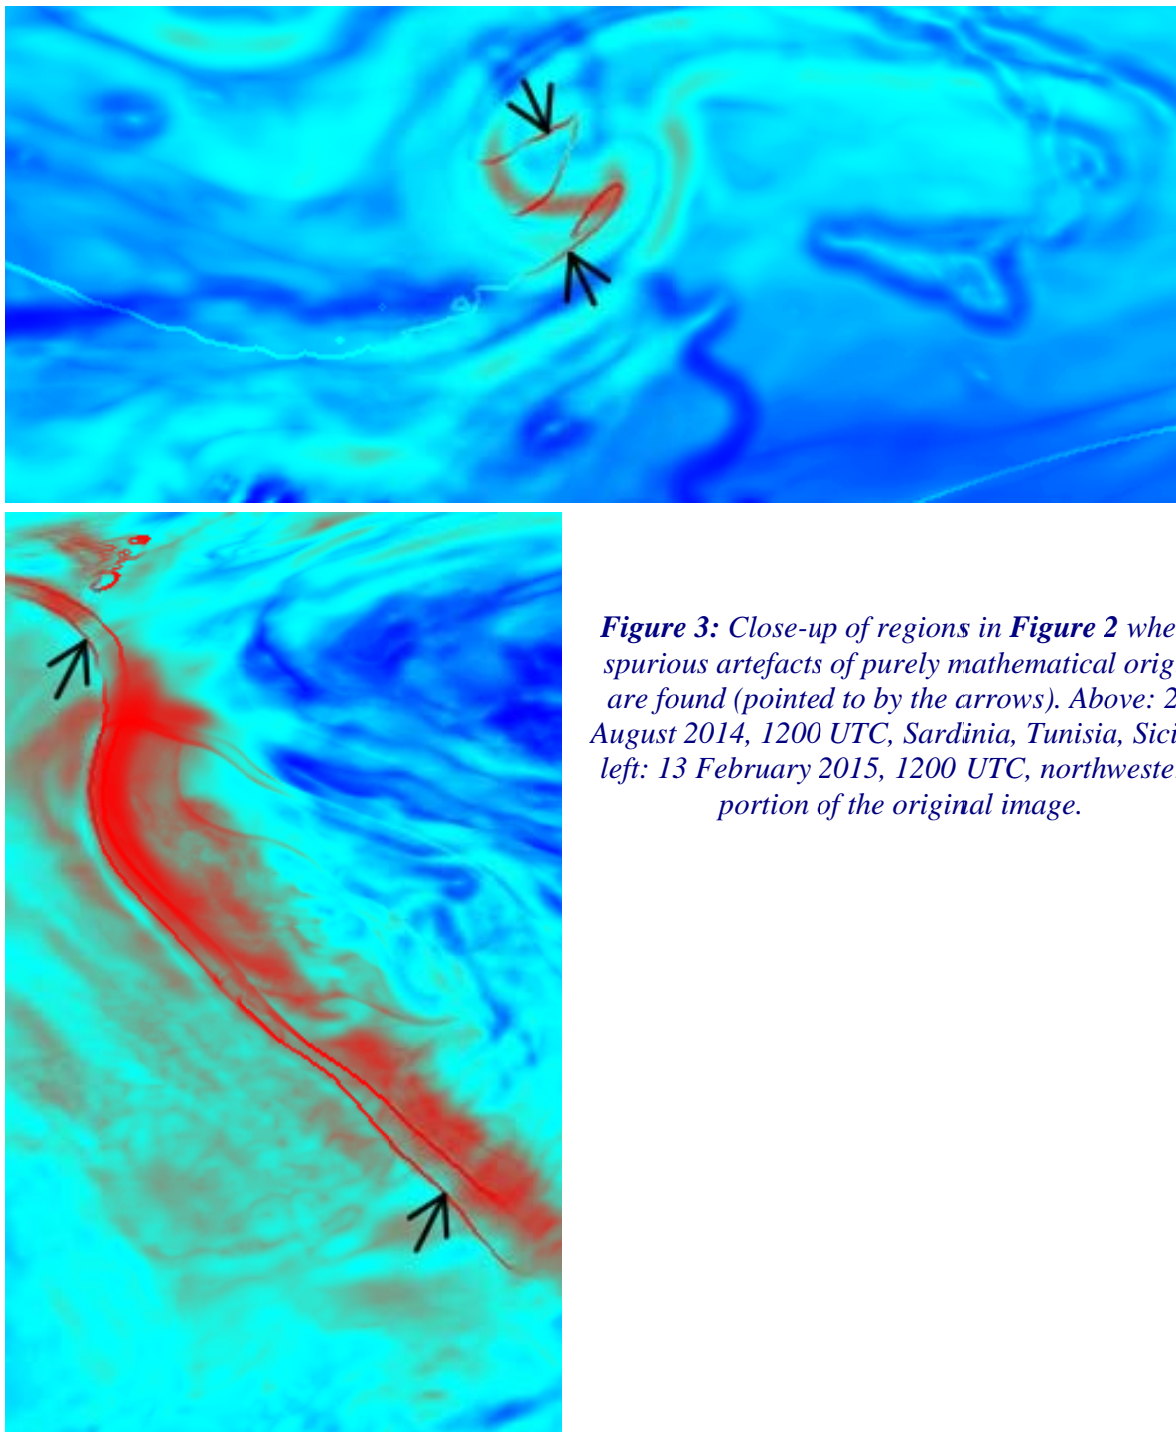 Figure 3: Close-up of regions in Figure 2 whe
spurious artefacts of purely mathematical orig
are found (pointed to by the arrows). Above: 2
August 2014, 1200 UTC, Sardinia, Tunisia, Sici
left: 13 February 2015, 1200 UTC, northweste
portion of the original image.